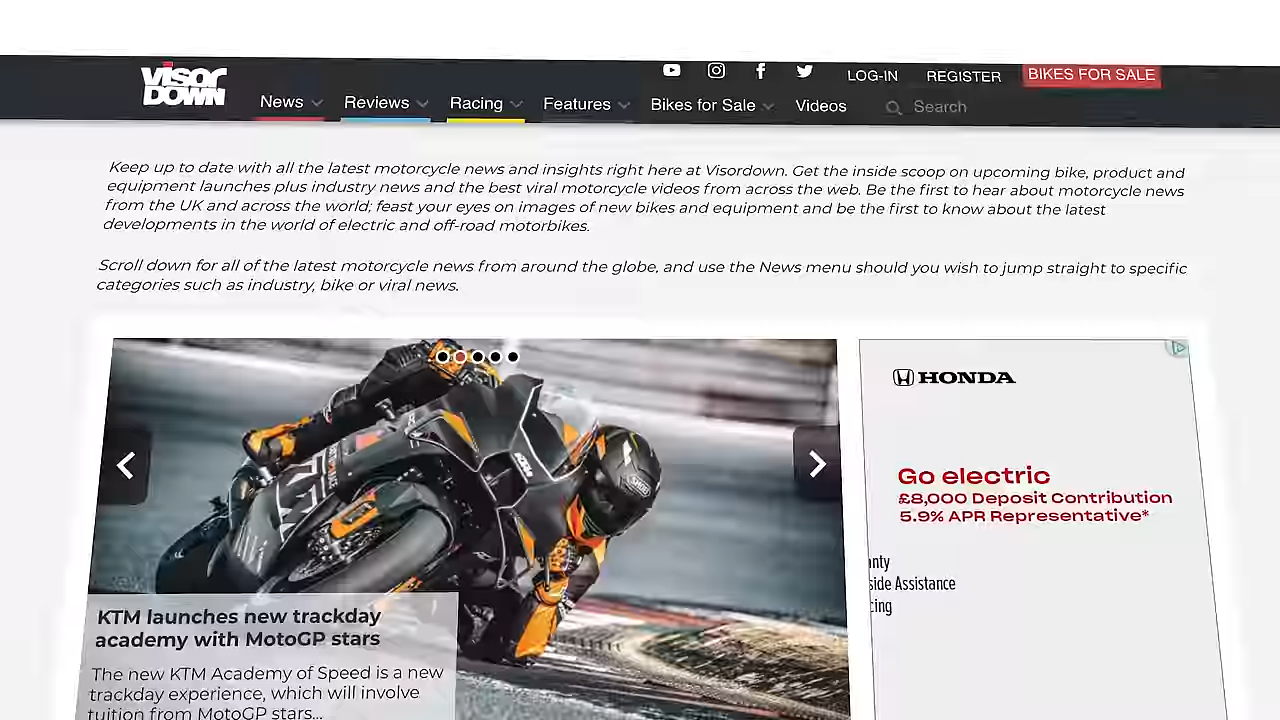 VISOR
DOWN
LOG-IN
REGISTER
BIKES FOR SALE
News
Reviews
Racing
Features
Bikes for Sale
Videos
Search
Keep up to date with all the latest motorcycle news and insights right here at Visordown. Get the inside scoop on upcoming bike, product and
equipment launches plus industry news and the best viral motorcycle videos from across the web. Be the first to hear about motorcycle news
from the UK and across the world; feast your eyes on images of new bikes and equipment and be the first to know about the latest
developments in the world of electric and off-road motorbikes.
Scroll down for all of the latest motorcycle news from around the globe, and use the News menu should you wish to jump straight to specific
categories such as industry, bike or viral news.
KTM
SHOEI
KTM launches new trackday
academy with MotoGP stars
The new KTM Academy of Speed is a new
trackday experience, which will involve
tuition from MotoGP stars...
HONDA
Go electric
£8,000 Deposit Contribution
5.9% APR Representative*
anty
side Assistance
cing